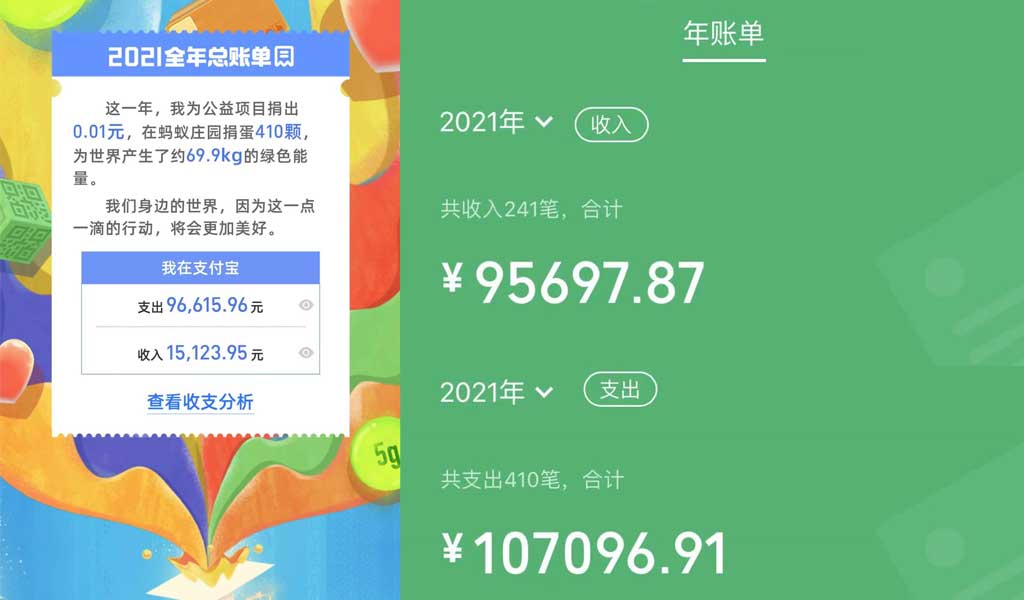 2021全年总账单
这一年，我为公益项目捐出
0.01元，在蚂蚁庄园捐蛋410颗，
为世界产生了约69.9kg的绿色能
量。
我们身边的世界，因为这一点
一滴的行动，将会更加美好。
我在支付宝
支出 96,615.96 元
收入 15,123.95 元
查看收支分析
5g
年账单
2021年 收入
共收入241笔，合计
¥95697.87
2021年 支出
共支出410笔，合计
¥107096.91